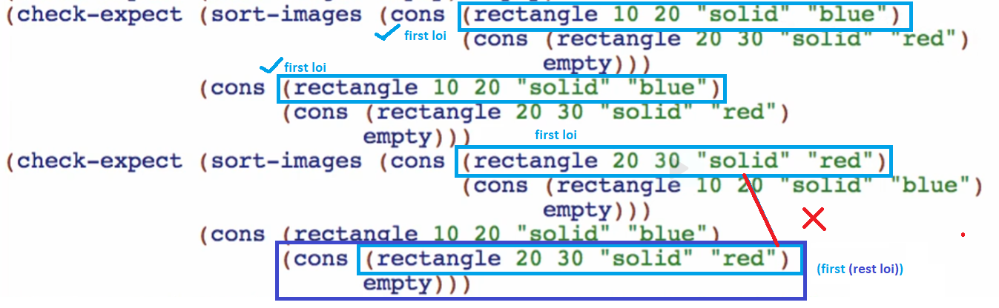 (check-expect (sort-images (cons (rectangle 10 20 "solid" "blue")
first loi
(cons (rectangle 20 30 "solid" "red")
empty)))
first loi
(cons (rectangle 10 20 "solid" "blue")
(cons (rectangle 20 30 "solid" "red")
empty)))
first loi
(check-expect (sort-images (cons (rectangle 20 30 "solid" "red")
(cons (rectangle 10 20 "solid" "blue")
empty)))
(cons (rectangle 10 20 "solid" "blue")
(cons (rectangle 20 30 "solid" "red")
(first (rest loi))
empty)))